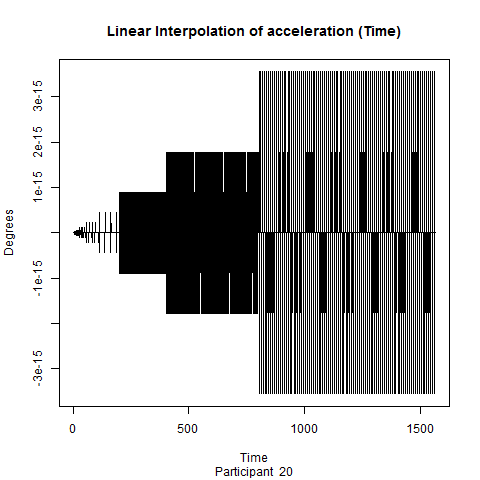 Linear Interpolation of acceleration (Time)
Degrees
3e-15
2e-15
1e-15
-1e-15
-3e-15
0
500
1000
1500
Time
Participant 20